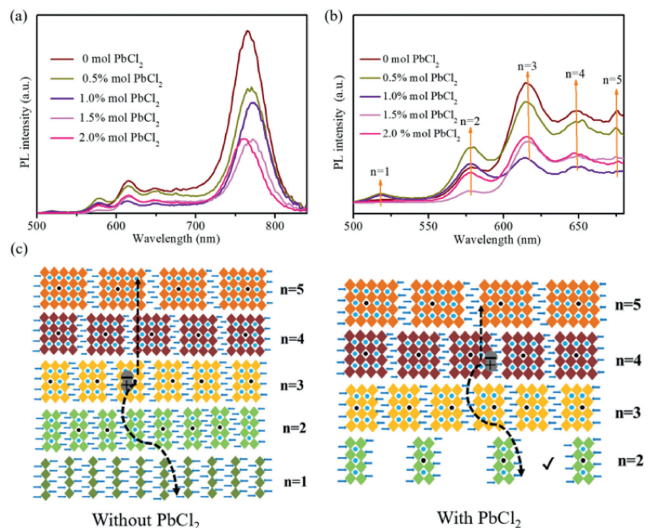 (a)
0 mol PbCl2
0.5% mol PbCl2
1.0% mol PbCl2
1.5% mol PbCl2
2.0% mol PbCl2
PL intensity (a.u.)
500 600 700 800
Wavelength (nm)
(b)
0 mol PbCl2
0.5% mol PbCl2
1.0% mol PbCl2
1.5% mol PbCl2
2.0 % mol PbCl2
n=1
n=2
n=3
n=4
n=5
PL intensity (a.u.)
500 550 600 650
Wavelength (nm)
(c)
n=5
n=4
n=3
n=2
n=1
Without PbCl2
n=5
n=4
n=3
n=2
With PbCl2